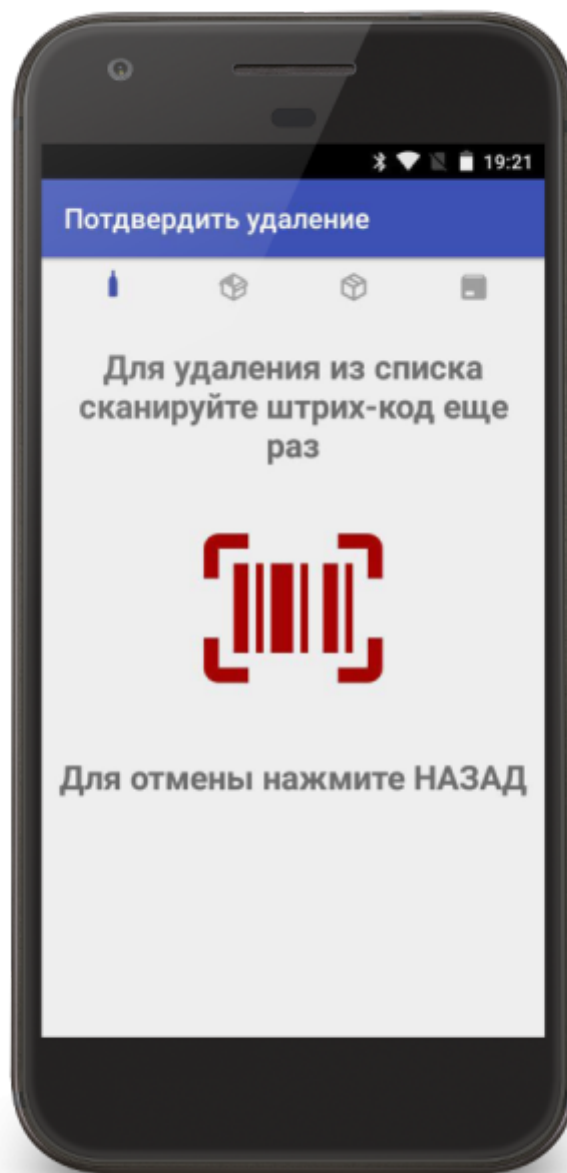 19:21
Потдвердить удаление
Для удаления из списка
сканируйте штрих-код еще
раз
Для отмены нажмите НАЗАД